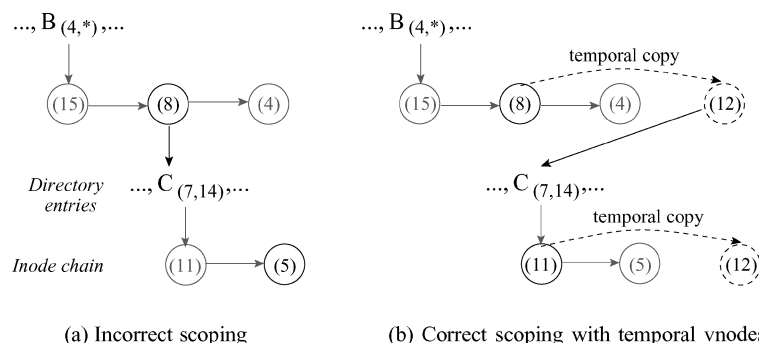 ..., B (4,*) ,...
(15) (8) (4)
Directory entries
..., C (7,14) ,...
Inode chain
(11) (5)
(a) Incorrect scoping
..., B (4,*) ,...
temporal copy
(15) (8) (4) (12)
..., C (7,14) ,...
temporal copy
(11) (5) (12)
(b) Correct scoping with temporal vnodes